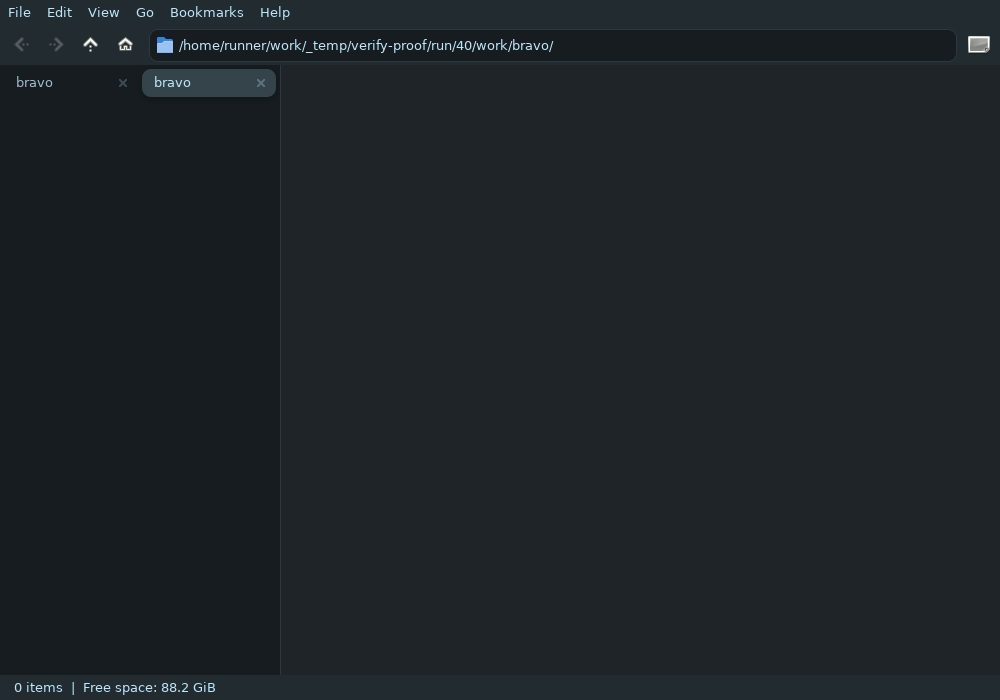 File Edit View Go Bookmarks Help
/home/runner/work/_temp/verify-proof/run/40/work/bravo/
bravo bravo
0 items | Free space: 88.2 GiB